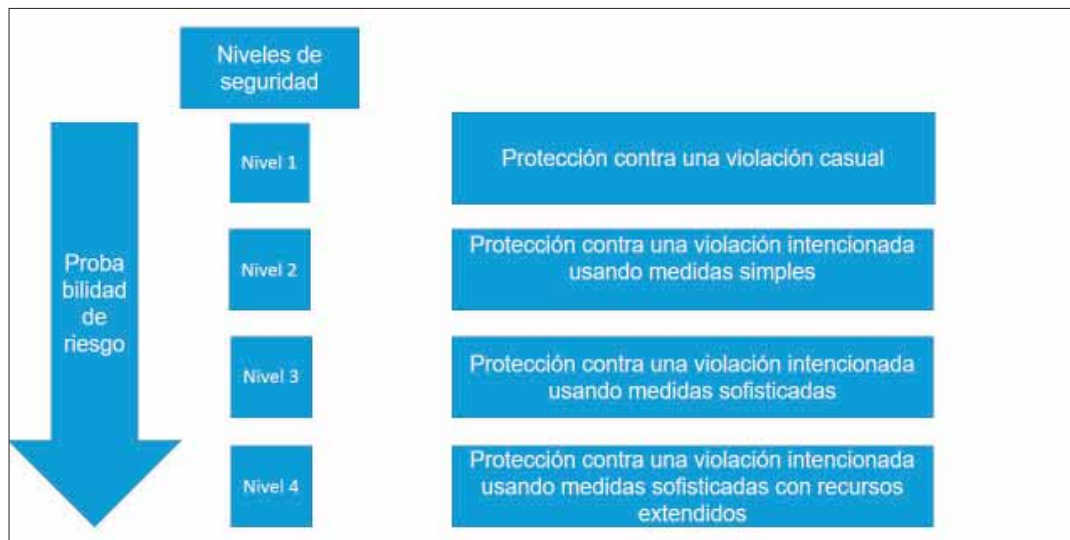 Niveles de
seguridad
Proba
bilidad
de
riesgo
Nivel 1
Protección contra una violación casual
Nivel 2
Protección contra una violación intencionada
usando medidas simples
Nivel 3
Protección contra una violación intencionada
usando medidas sofisticadas
Nivel 4
Protección contra una violación intencionada
usando medidas sofisticadas con recursos
extendidos